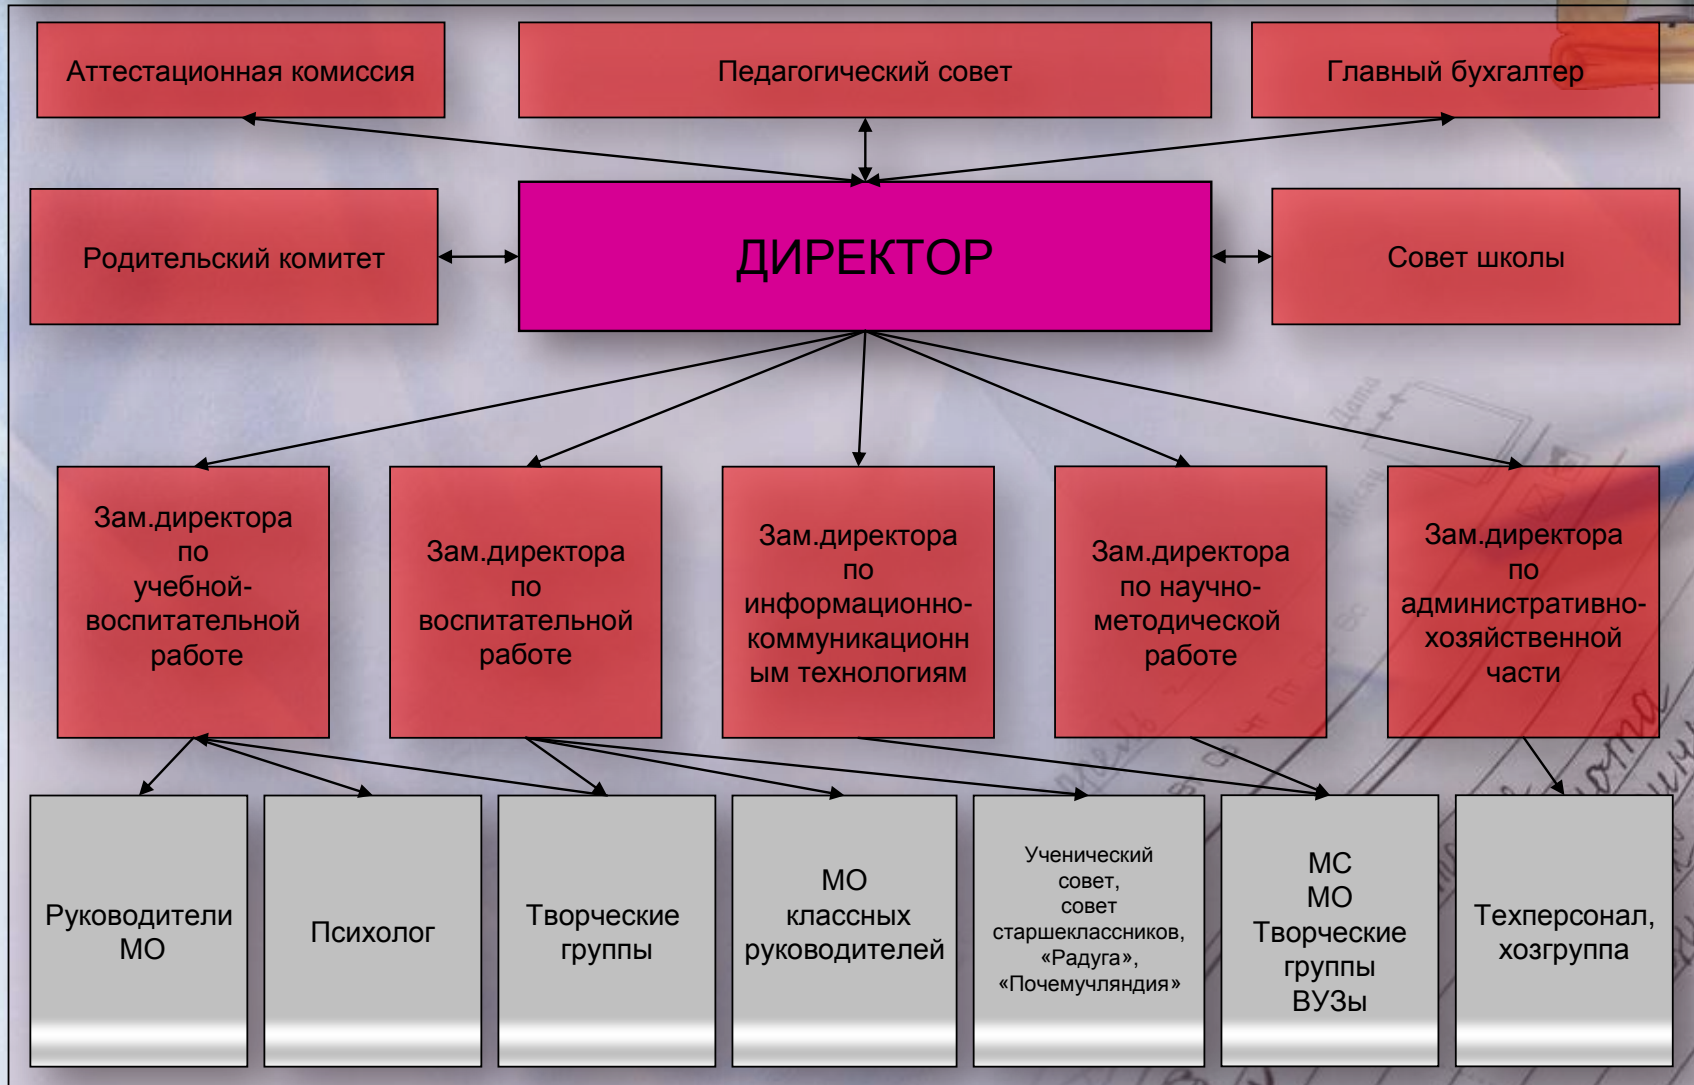 Аттестационная комиссия
Педагогический совет
Главный бухгалтер
Родительский комитет
ДИРЕКТОР
Совет школы
Зам.директора
по
учебной-
воспитательной
работе
Зам.директора
по
воспитательной
работе
Зам.директора
по
информационно-
коммуникационн
ым технологиям
Зам.директора
по научно-
методической
работе
Зам.директора
по
административно-
хозяйственной
части
Руководители
МО
Психолог
Творческие
группы
МО
классных
руководителей
Ученический
совет,
совет
старшеклассников,
«Радуга»,
«Почемучляндия»
МС
МО
Творческие
группы
ВУЗы
Техперсонал,
хозгруппа
Дата
Месяц